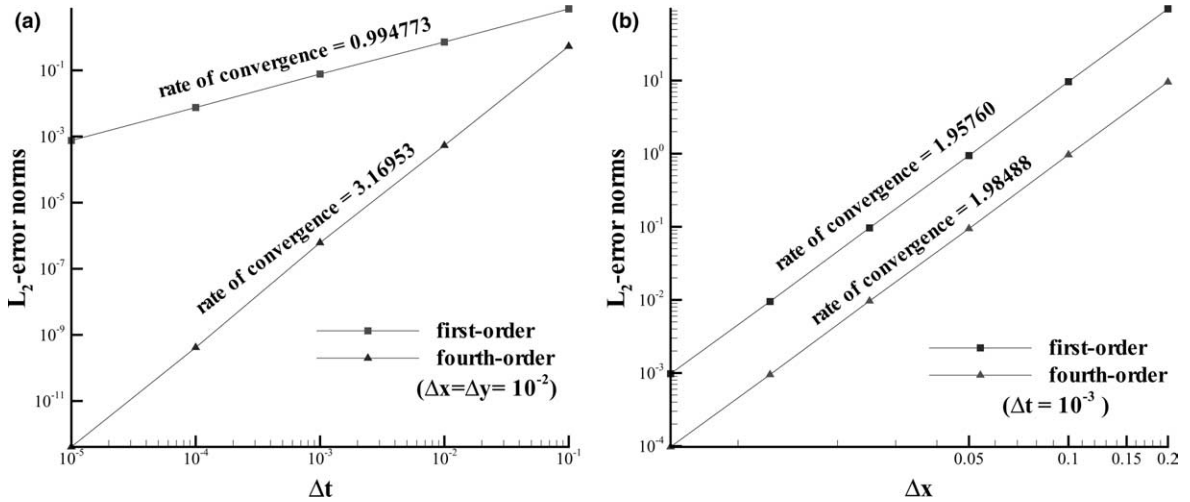 (a)
L₂-error norms
10⁻¹
10⁻³
10⁻⁵
10⁻⁷
10⁻⁹
10⁻¹¹
rate of convergence = 0.994773
rate of convergence = 3.16953
first-order
fourth-order
(Δx=Δy= 10⁻²)
10⁻⁵ 10⁻⁴ 10⁻³ 10⁻² 10⁻¹
Δt
(b)
L₂-error norms
10¹
10⁰
10⁻¹
10⁻²
10⁻³
10⁻⁴
rate of convergence = 1.95760
rate of convergence = 1.98488
first-order
fourth-order
(Δt = 10⁻³ )
0.05 0.1 0.15 0.2
Δx